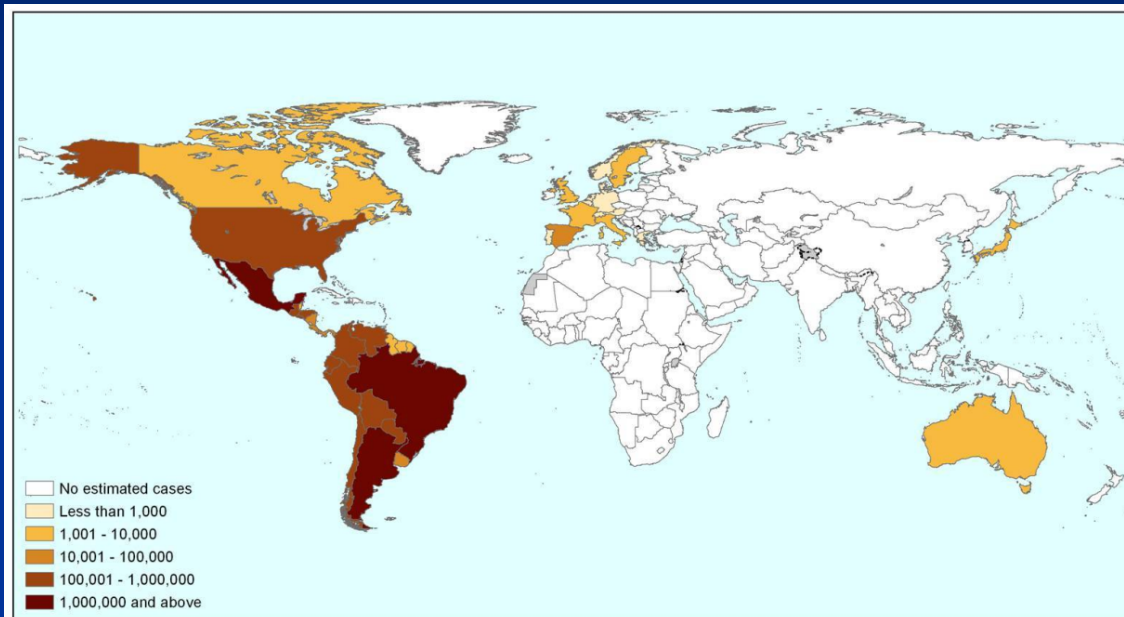 No estimated cases
Less than 1,000
1,001 - 10,000
10,001 - 100,000
100,001 - 1,000,000
1,000,000 and above